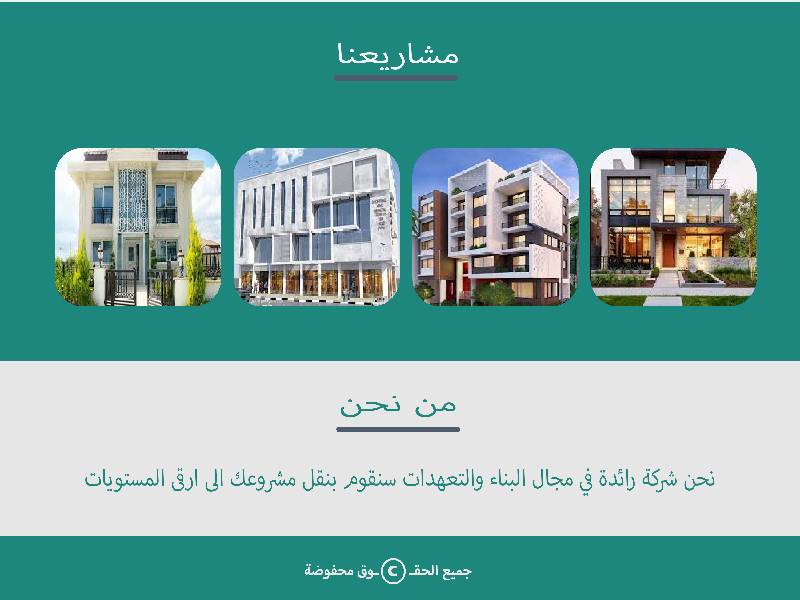 مشاريعنا
من نحن
نحن شركة رائدة في مجال البناء والتعهدات سنقوم بنقل مشروعك الى ارقى المستويات
جميع الحقـ©ـوق محفوضة